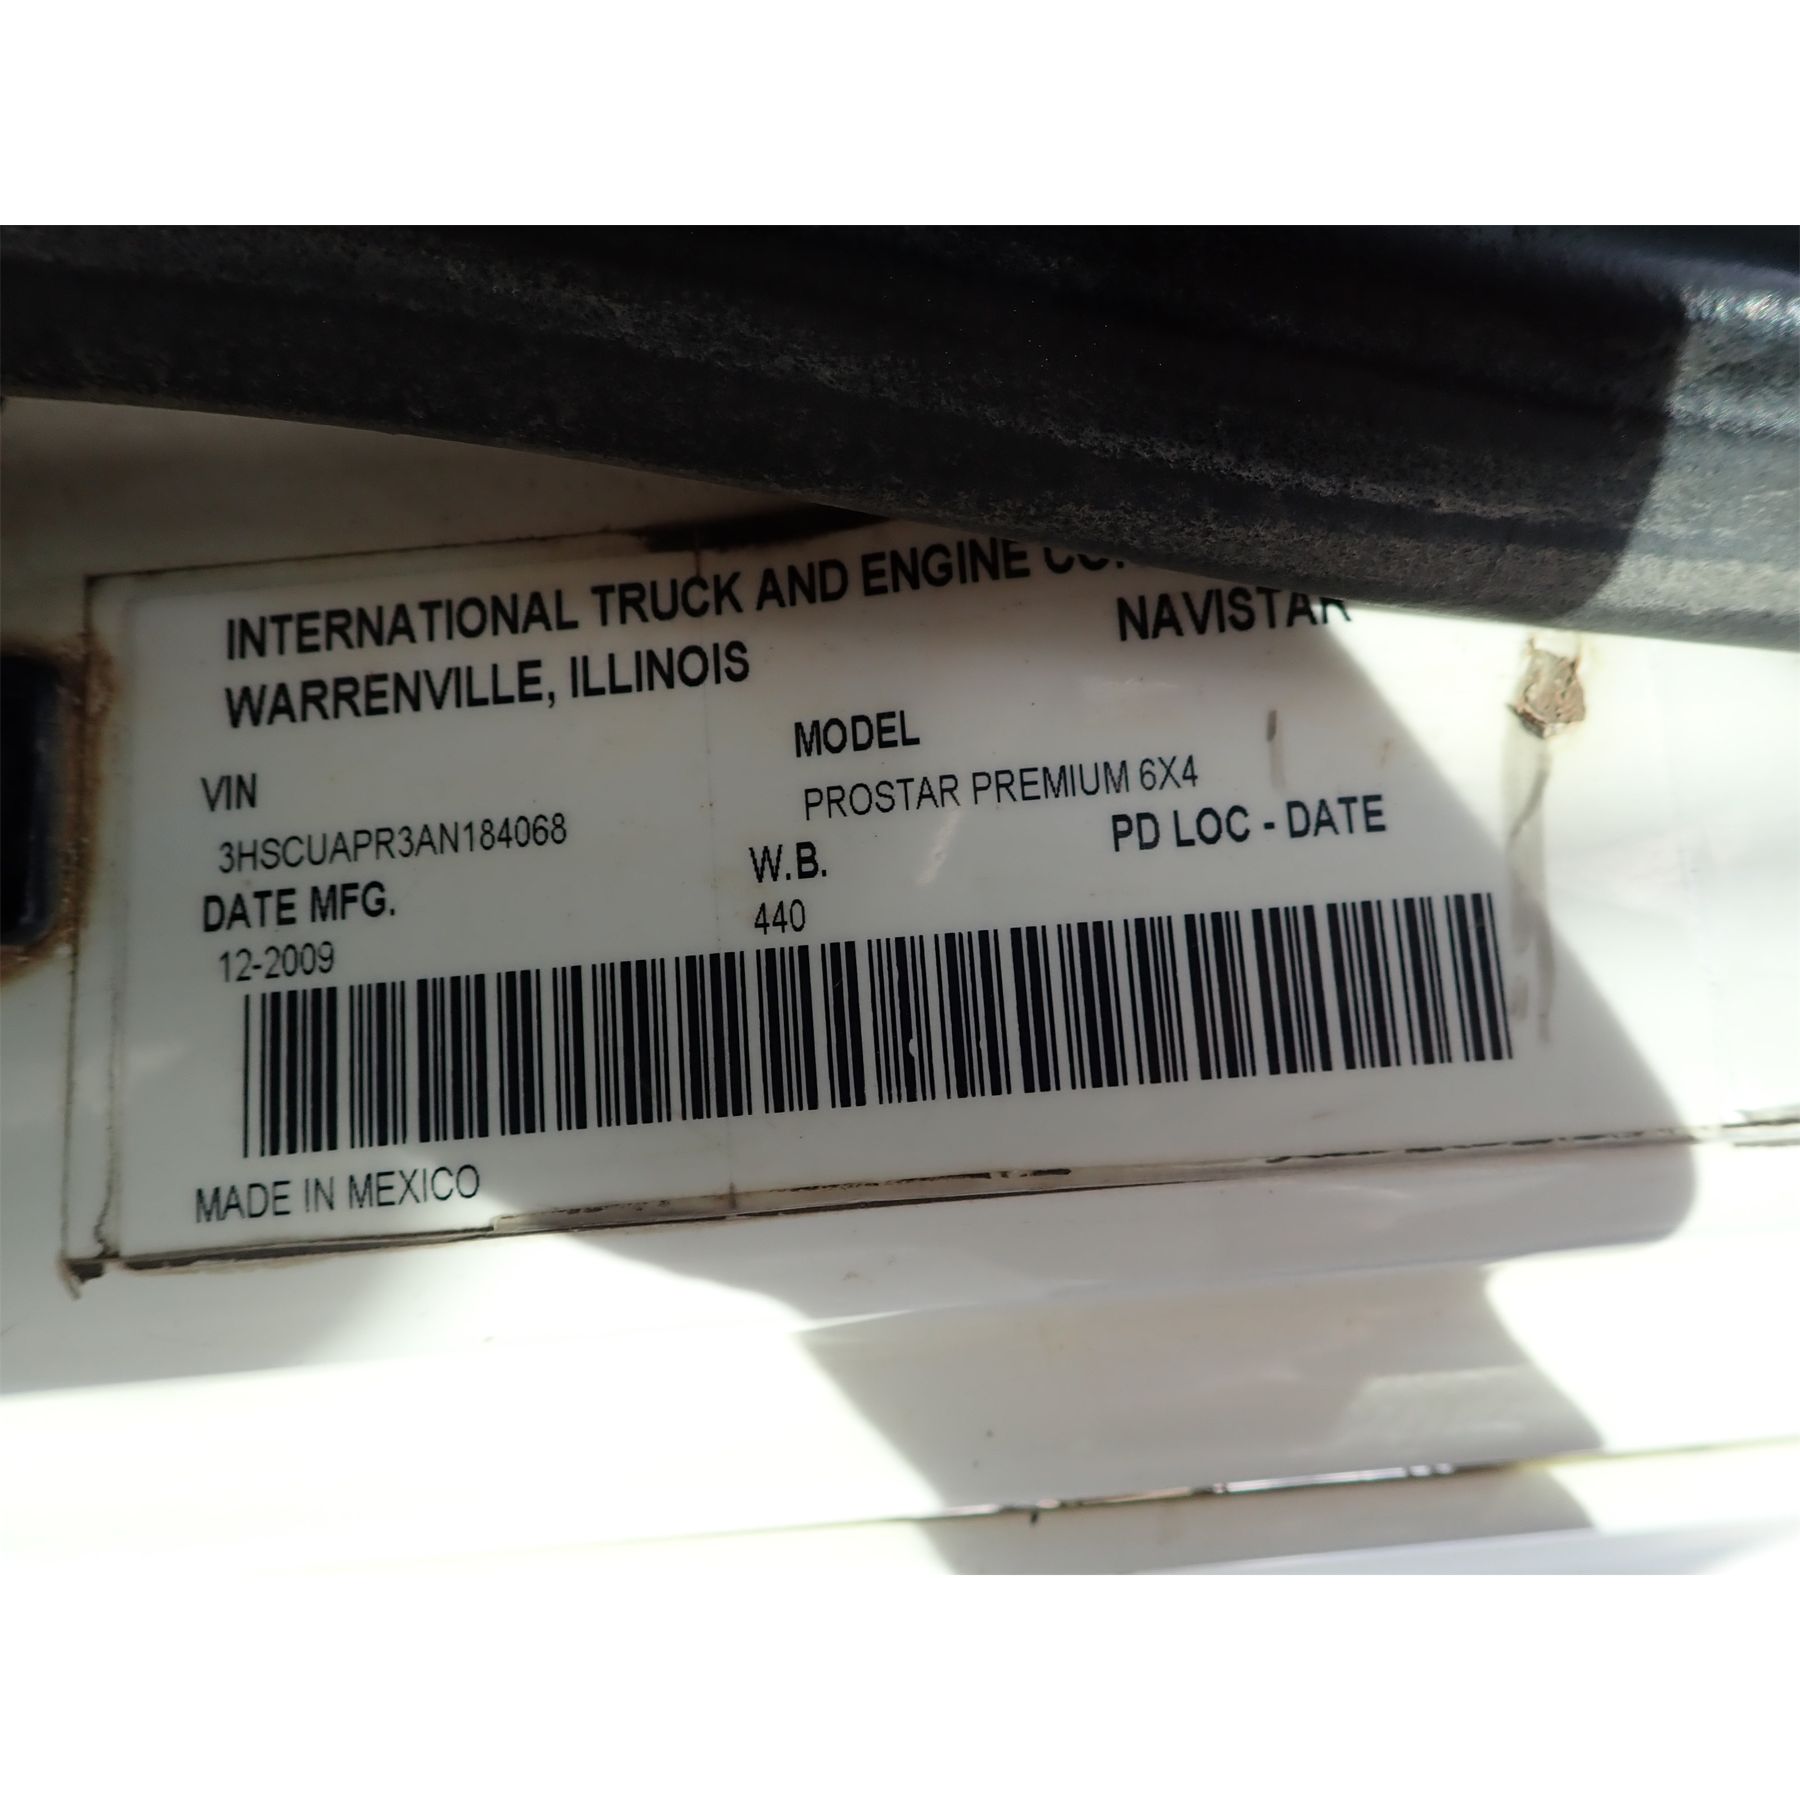 INTERNATIONAL TRUCK AND ENGINE CO.
WARRENVILLE, ILLINOIS
NAVISTAR
VIN
3HSCUAPR3AN184068
MODEL
PROSTAR PREMIUM 6X4
DATE MFG.
12-2009
W.B.
440
PD LOC - DATE
MADE IN MEXICO